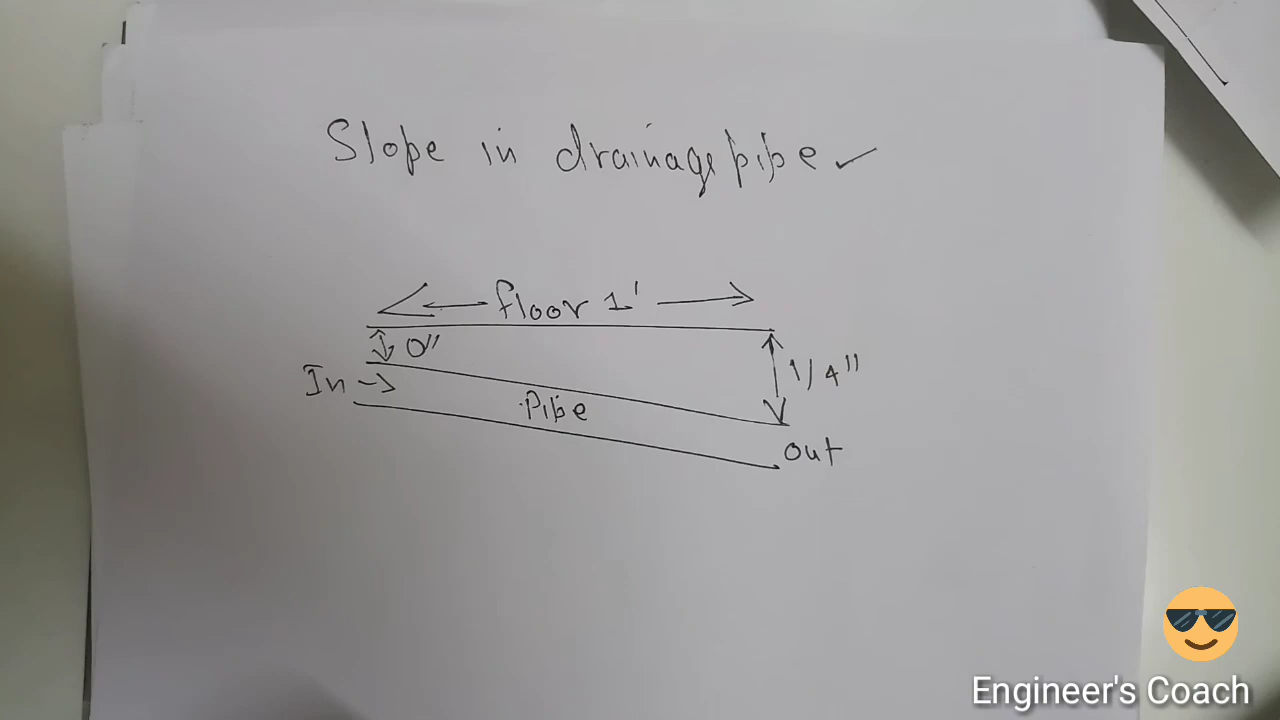 Slope in drainage pipe
floor 1'
0"
1/4"
In
Pipe
out
Engineer's Coach